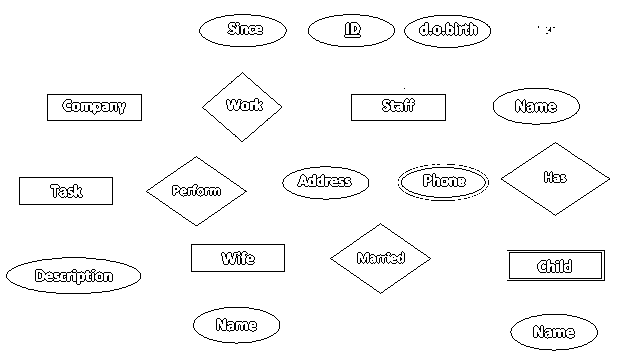 Since
ID
d.o.birth
Company
Work
Staff
Name
Task
Perform
Address
Phone
Has
Description
Wife
Married
Child
Name
Name